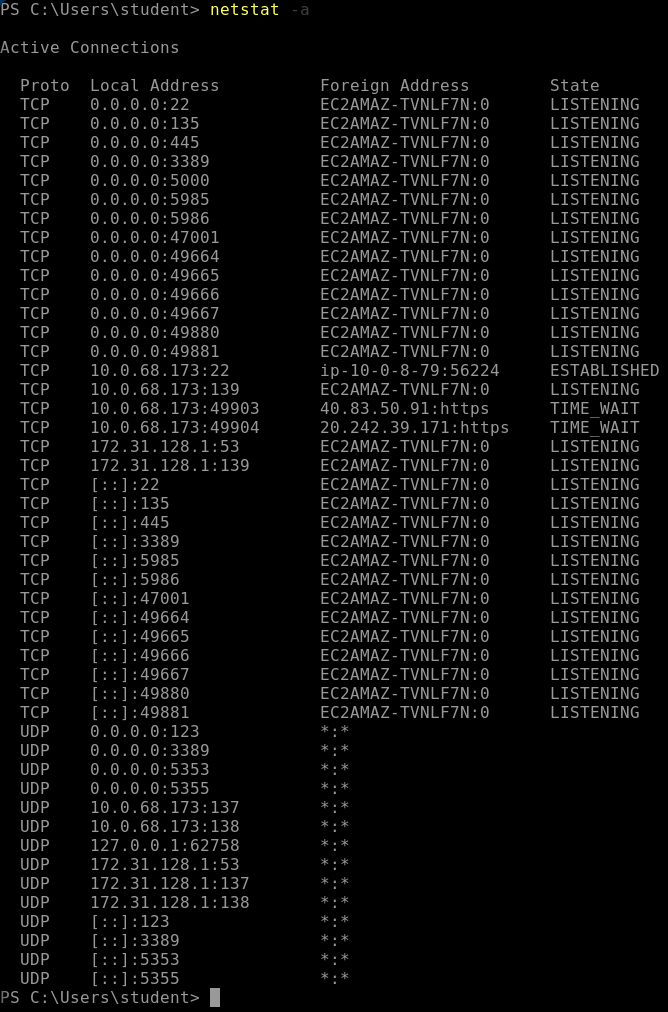 PS C:\Users\student> netstat -a
Active Connections
Proto  Local Address          Foreign Address        State
TCP    0.0.0.0:22             EC2AMAZ-TVNLF7N:0      LISTENING
TCP    0.0.0.0:135            EC2AMAZ-TVNLF7N:0      LISTENING
TCP    0.0.0.0:445            EC2AMAZ-TVNLF7N:0      LISTENING
TCP    0.0.0.0:3389           EC2AMAZ-TVNLF7N:0      LISTENING
TCP    0.0.0.0:5000           EC2AMAZ-TVNLF7N:0      LISTENING
TCP    0.0.0.0:5985           EC2AMAZ-TVNLF7N:0      LISTENING
TCP    0.0.0.0:5986           EC2AMAZ-TVNLF7N:0      LISTENING
TCP    0.0.0.0:47001          EC2AMAZ-TVNLF7N:0      LISTENING
TCP    0.0.0.0:49664          EC2AMAZ-TVNLF7N:0      LISTENING
TCP    0.0.0.0:49665          EC2AMAZ-TVNLF7N:0      LISTENING
TCP    0.0.0.0:49666          EC2AMAZ-TVNLF7N:0      LISTENING
TCP    0.0.0.0:49667          EC2AMAZ-TVNLF7N:0      LISTENING
TCP    0.0.0.0:49880          EC2AMAZ-TVNLF7N:0      LISTENING
TCP    0.0.0.0:49881          EC2AMAZ-TVNLF7N:0      LISTENING
TCP    10.0.68.173:22         ip-10-0-8-79:56224     ESTABLISHED
TCP    10.0.68.173:139        EC2AMAZ-TVNLF7N:0      LISTENING
TCP    10.0.68.173:49903      40.83.50.91:https      TIME_WAIT
TCP    10.0.68.173:49904      20.242.39.171:https    TIME_WAIT
TCP    172.31.128.1:53        EC2AMAZ-TVNLF7N:0      LISTENING
TCP    172.31.128.1:139       EC2AMAZ-TVNLF7N:0      LISTENING
TCP    [::]:22                EC2AMAZ-TVNLF7N:0      LISTENING
TCP    [::]:135               EC2AMAZ-TVNLF7N:0      LISTENING
TCP    [::]:445               EC2AMAZ-TVNLF7N:0      LISTENING
TCP    [::]:3389              EC2AMAZ-TVNLF7N:0      LISTENING
TCP    [::]:5985              EC2AMAZ-TVNLF7N:0      LISTENING
TCP    [::]:5986              EC2AMAZ-TVNLF7N:0      LISTENING
TCP    [::]:47001             EC2AMAZ-TVNLF7N:0      LISTENING
TCP    [::]:49664             EC2AMAZ-TVNLF7N:0      LISTENING
TCP    [::]:49665             EC2AMAZ-TVNLF7N:0      LISTENING
TCP    [::]:49666             EC2AMAZ-TVNLF7N:0      LISTENING
TCP    [::]:49667             EC2AMAZ-TVNLF7N:0      LISTENING
TCP    [::]:49880             EC2AMAZ-TVNLF7N:0      LISTENING
TCP    [::]:49881             EC2AMAZ-TVNLF7N:0      LISTENING
UDP    0.0.0.0:123            *:*
UDP    0.0.0.0:3389           *:*
UDP    0.0.0.0:5353           *:*
UDP    0.0.0.0:5355           *:*
UDP    10.0.68.173:137        *:*
UDP    10.0.68.173:138        *:*
UDP    127.0.0.1:62758        *:*
UDP    172.31.128.1:53        *:*
UDP    172.31.128.1:137       *:*
UDP    172.31.128.1:138       *:*
UDP    [::]:123               *:*
UDP    [::]:3389              *:*
UDP    [::]:5353              *:*
UDP    [::]:5355              *:*
PS C:\Users\student>